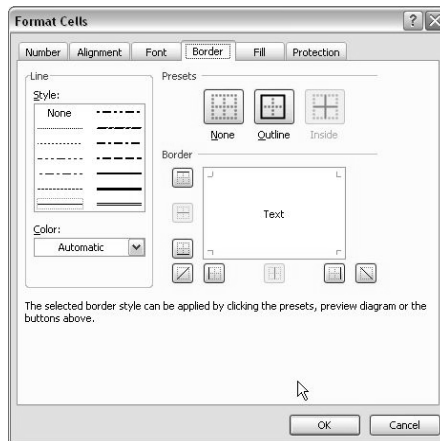 Format Cells
Number Alignment Font Border Fill Protection
Line
Style:
None
Color:
Automatic
Presets
None Outline Inside
Border
Text
The selected border style can be applied by clicking the presets, preview diagram or the
buttons above.
OK Cancel